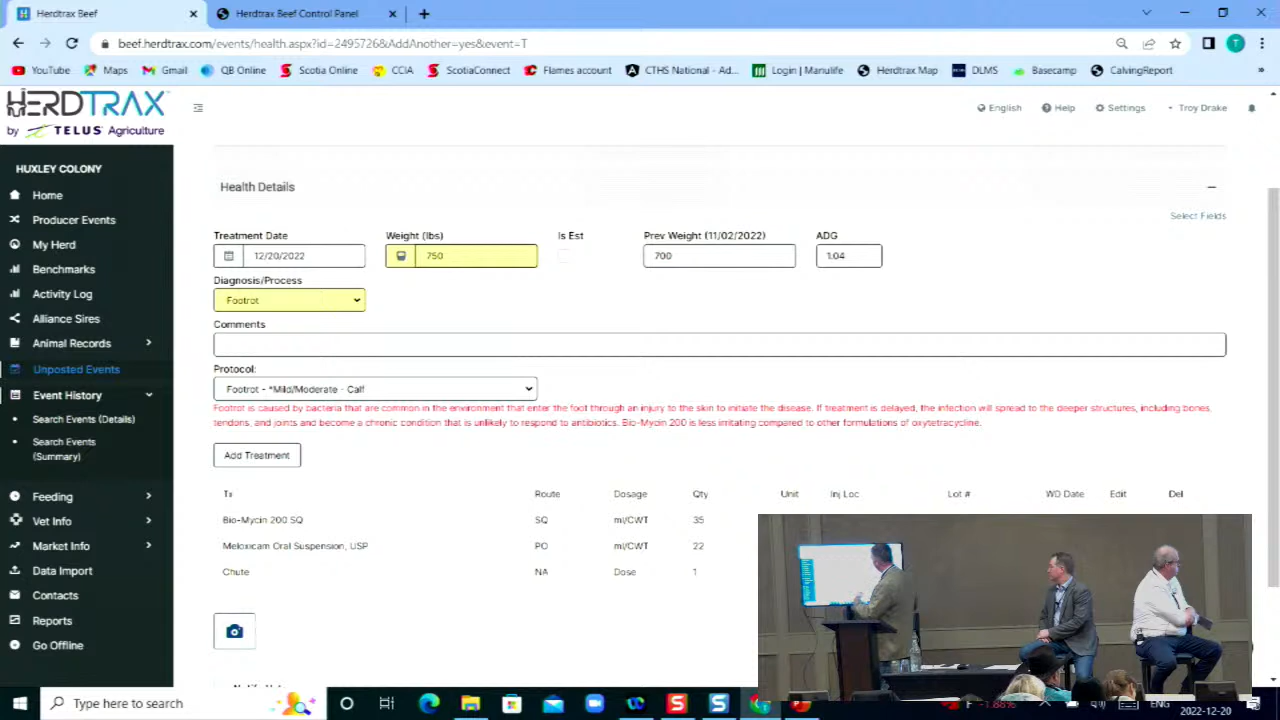 Herdtrax Beef
Herdtrax Beef Control Panel
beef.herdtrax.com/events/health.aspx?id=2495726&AddAnother=yes&event=T
YouTube Maps Gmail QB Online Scotia Online CCIA ScotiaConnect Flames account CTHS National - Ad... Login | Manulife Herdtrax Map DLMS Basecamp CalvingReport
HERDTRAX
by TELUS Agriculture
English Help Settings Troy Drake
HUXLEY COLONY
Home
Producer Events
My Herd
Benchmarks
Activity Log
Alliance Sires
Animal Records
Unposted Events
Event History
Search Events (Details)
Search Events
(Summary)
Feeding
Vet Info
Market Info
Data Import
Contacts
Reports
Go Offline
Health Details
Select Fields
Treatment Date Weight (lbs) Is Est Prev Weight (11/02/2022) ADG
12/20/2022 750 700 1.04
Diagnosis/Process
Footrot
Comments
Protocol:
Footrot - *Mild/Moderate - Calf
Footrot is caused by bacteria that are common in the environment that enter the foot through an injury to the skin to initiate the disease. If treatment is delayed, the infection will spread to the deeper structures, including bones,
tendons, and joints and become a chronic condition that is unlikely to respond to antibiotics. Bio-Mycin 200 is less irritating compared to other formulations of oxytetracycline.
Add Treatment
Tx Route Dosage Qty Unit Inj Loc Lot # WD Date Edit Del
Bio-Mycin 200 SQ SQ ml/CWT 35
Meloxicam Oral Suspension, USP PO ml/CWT 22
Chute NA Dose 1
Type here to search
-1.88%
ENG
2022-12-20